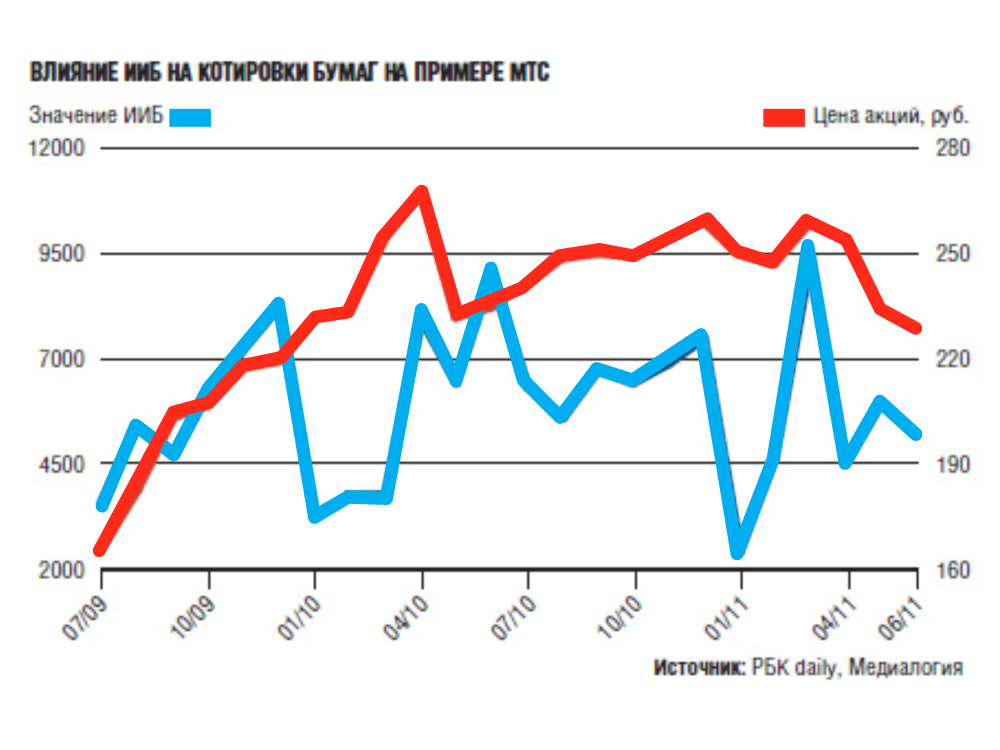 ВЛИЯНИЕ ИИБ НА КОТИРОВКИ БУМАГ НА ПРИМЕРЕ МТС
Значение ИИБ Цена акций, руб.
12000 280
9500 250
7000 220
4500 190
2000 160
07/09 10/09 01/10 04/10 07/10 10/10 01/11 04/11 06/11
Источник: РБК daily, Медиалогия